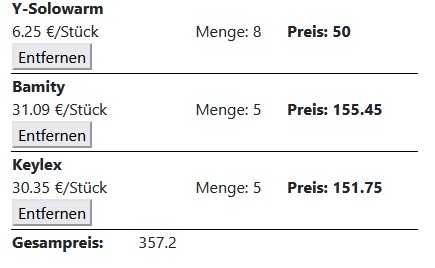 Y-Solowarm
6.25 €/Stück Menge: 8 Preis: 50
Entfernen
Bamity
31.09 €/Stück Menge: 5 Preis: 155.45
Entfernen
Keylex
30.35 €/Stück Menge: 5 Preis: 151.75
Entfernen
Gesampreis: 357.2